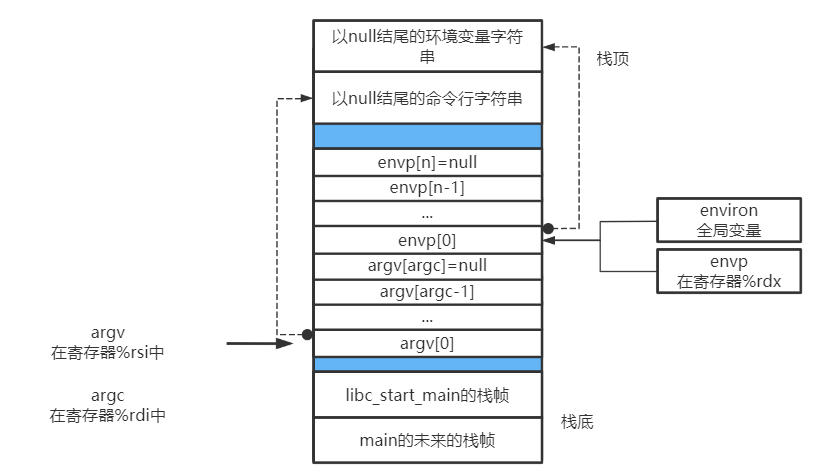 以null结尾的环境变量字符
串
栈顶
以null结尾的命令行字符串
envp[n]=null
envp[n-1]
...
envp[0]
argv[argc]=null
argv[argc-1]
...
argv[0]
libc_start_main的栈帧
main的未来的栈帧
栈底
environ
全局变量
envp
在寄存器%rdx
argv
在寄存器%rsi中
argc
在寄存器%rdi中